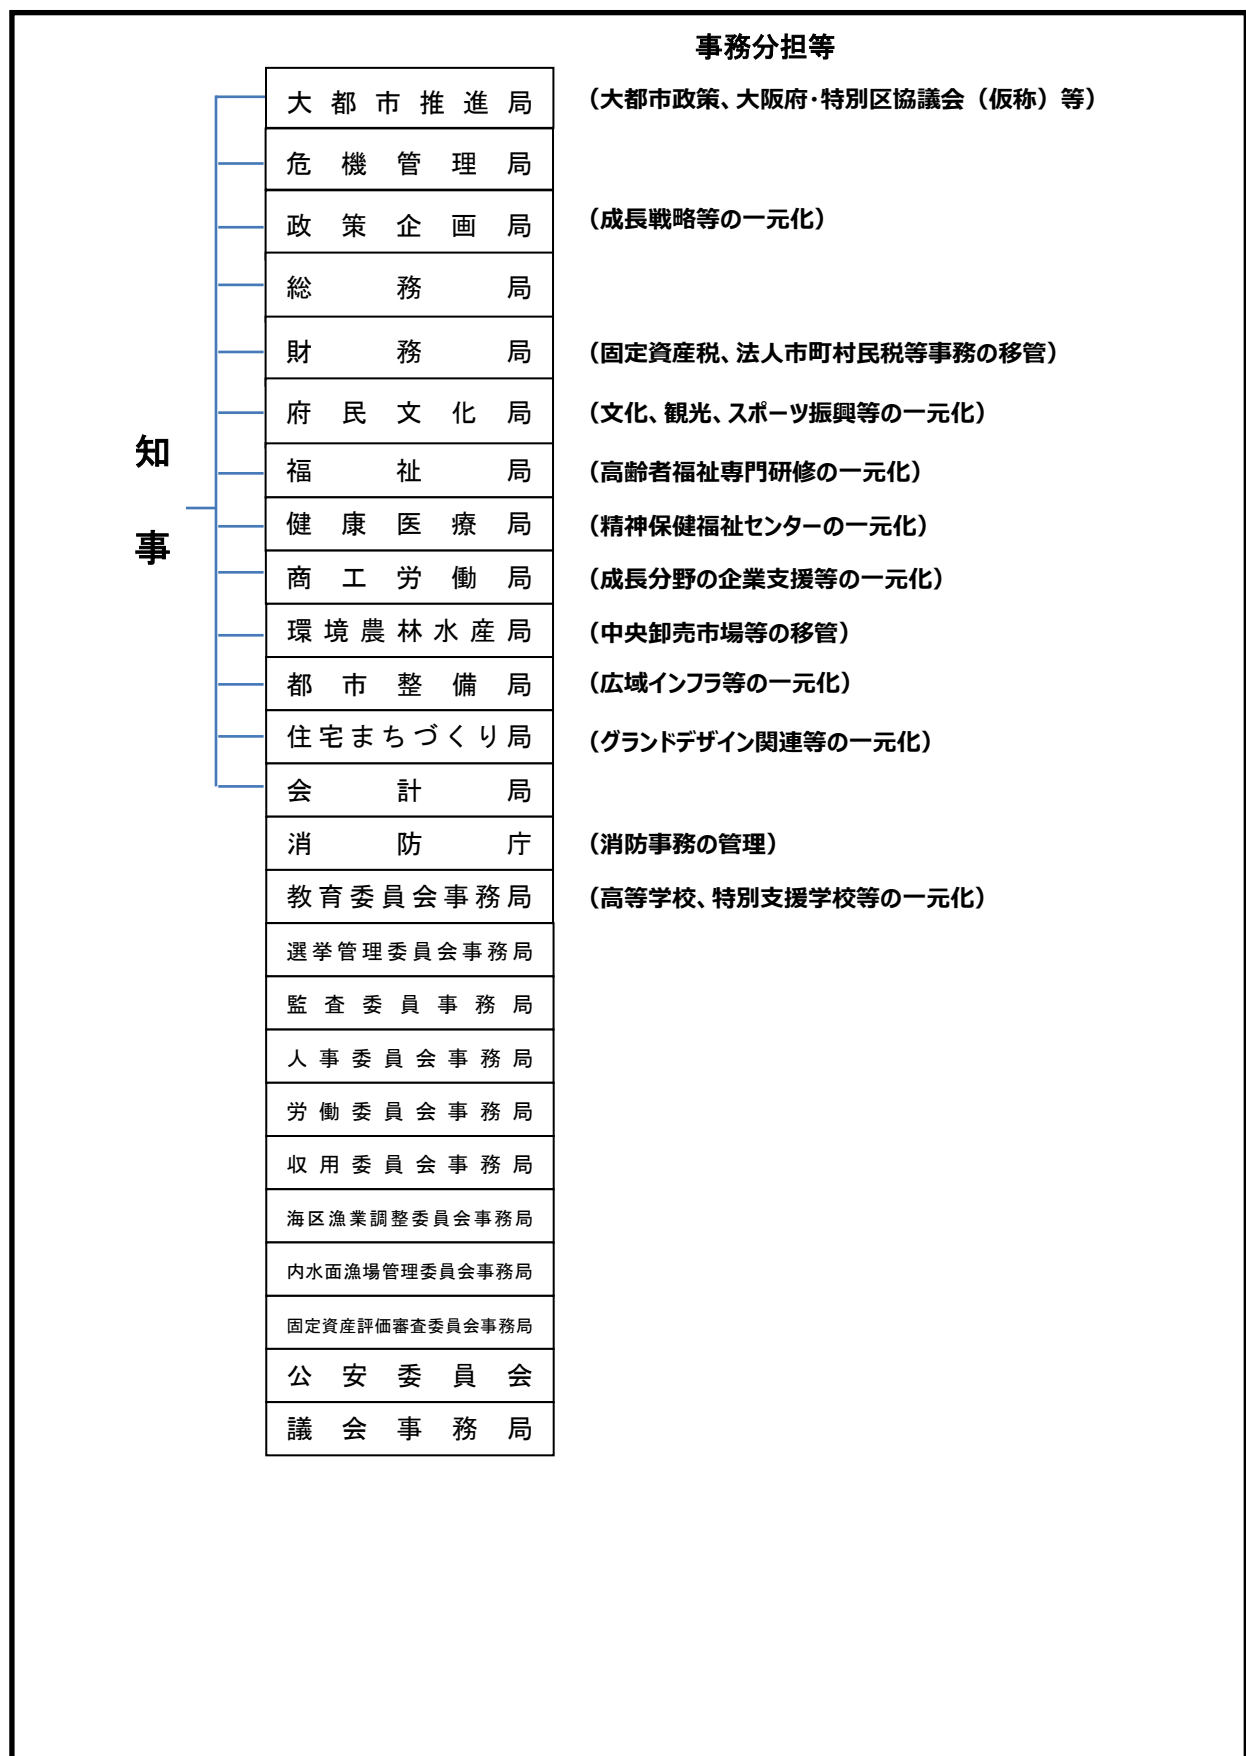 事務分担等
大都市推進局 （大都市政策、大阪府・特別区協議会（仮称）等）
危機管理局
政策企画局 （成長戦略等の一元化）
総務局
財務局 （固定資産税、法人市町村民税等事務の移管）
府民文化局 （文化、観光、スポーツ振興等の一元化）
知事
福祉局 （高齢者福祉専門研修の一元化）
健康医療局 （精神保健福祉センターの一元化）
商工労働局 （成長分野の企業支援等の一元化）
環境農林水産局 （中央卸売市場等の移管）
都市整備局 （広域インフラ等の一元化）
住宅まちづくり局 （グランドデザイン関連等の一元化）
会計局
消防庁 （消防事務の管理）
教育委員会事務局 （高等学校、特別支援学校等の一元化）
選挙管理委員会事務局
監査委員事務局
人事委員会事務局
労働委員会事務局
収用委員会事務局
海区漁業調整委員会事務局
内水面漁場管理委員会事務局
固定資産評価審査委員会事務局
公安委員会
議会事務局